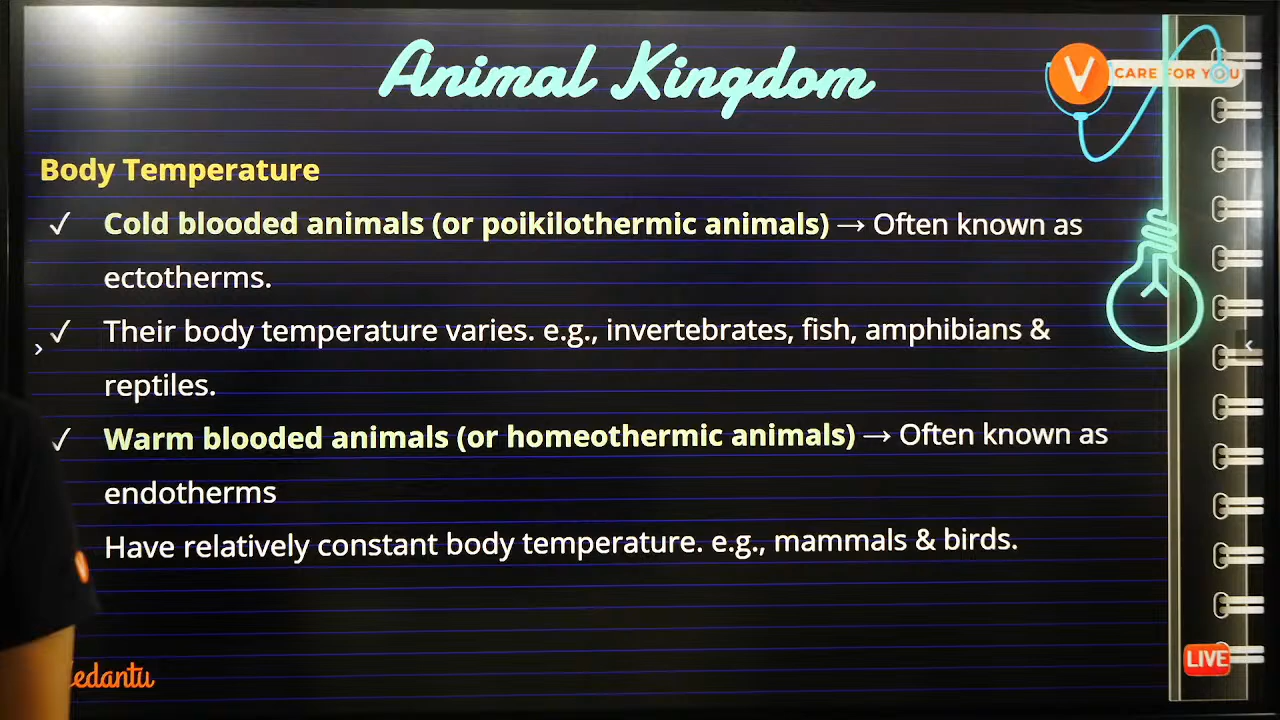 Animal Kingdom
V CARE FOR YOU
Body Temperature
✓ Cold blooded animals (or poikilothermic animals) → Often known as
ectotherms.
✓ Their body temperature varies. e.g., invertebrates, fish, amphibians &
reptiles.
✓ Warm blooded animals (or homeothermic animals) → Often known as
endotherms
Have relatively constant body temperature. e.g., mammals & birds.
edantu
LIVE